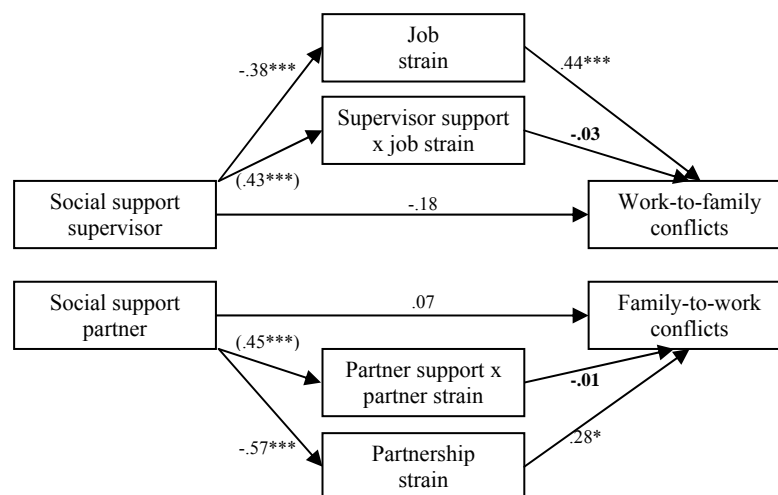 Job
strain
-.38***
.44***
Supervisor support
x job strain
-.03
(.43***)
Social support
supervisor
-.18
Work-to-family
conflicts
Social support
partner
.07
Family-to-work
conflicts
(.45***)
Partner support x
partner strain
-.01
-.57***
Partnership
strain
.28*